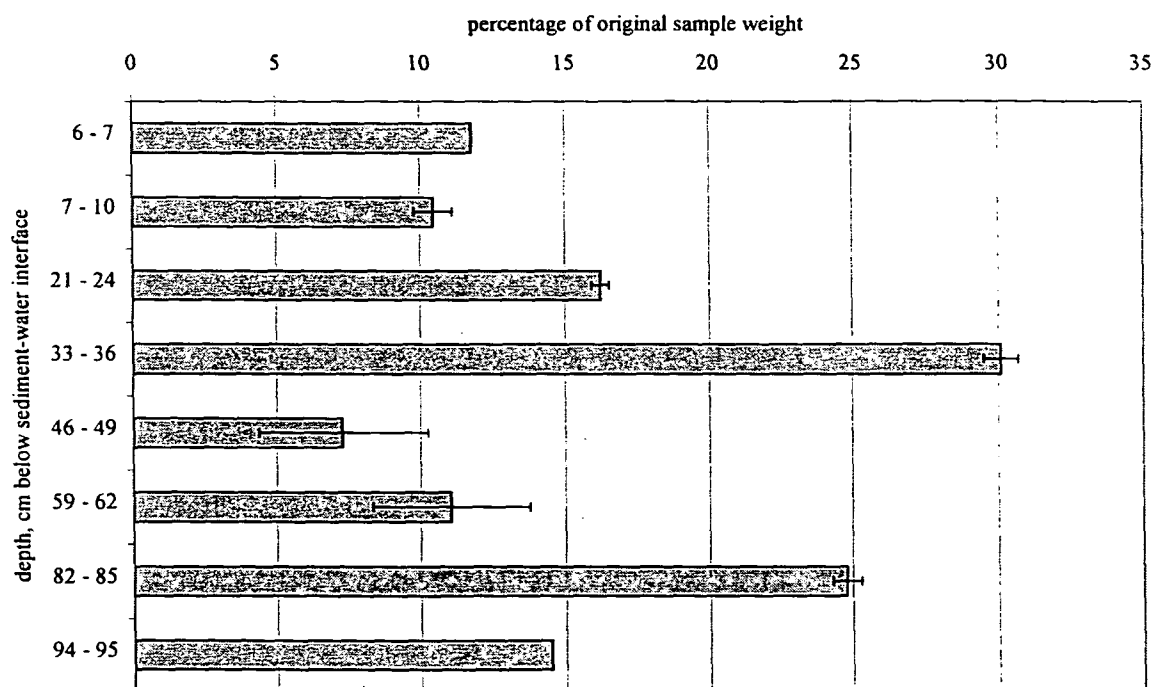 percentage of original sample weight
0 5 10 15 20 25 30 35
depth, cm below sediment-water interface
6 - 7
7 - 10
21 - 24
33 - 36
46 - 49
59 - 62
82 - 85
94 - 95